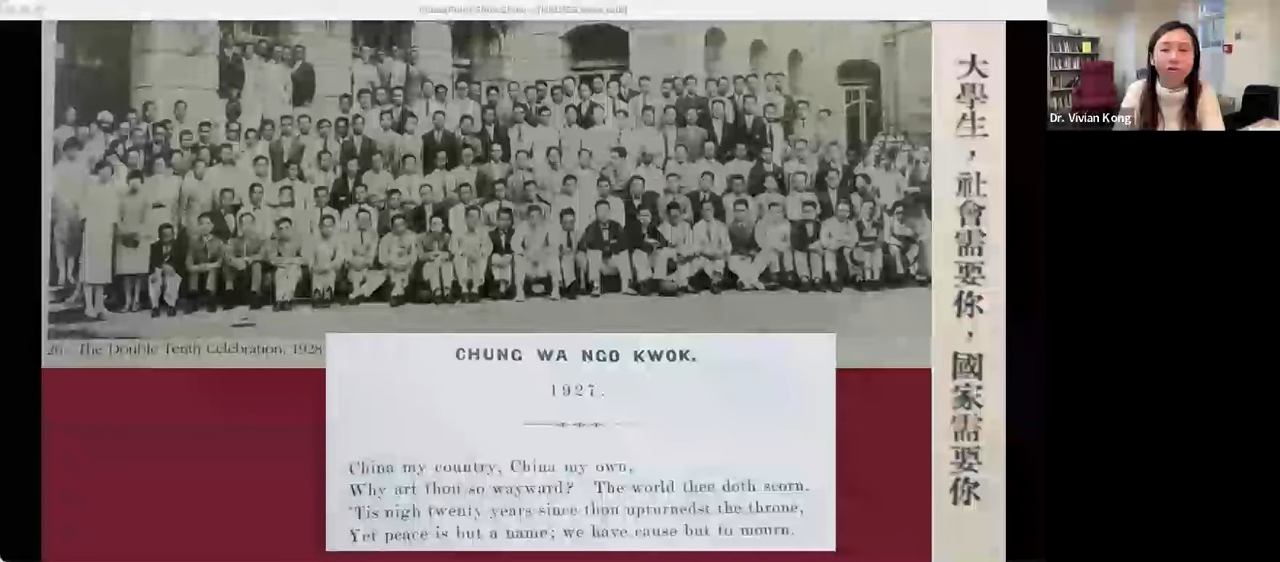 26. The Double Tenth Celebration, 1928
CHUNG WA NGO KWOK.
1927.
China my country, China my own,
Why art thou so wayward? The world thee doth scorn.
'Tis nigh twenty years since thou upturnedst the throne,
Yet peace is but a name; we have cause but to mourn.
大學生，社會需要你，國家需要你
Dr. Vivian Kong